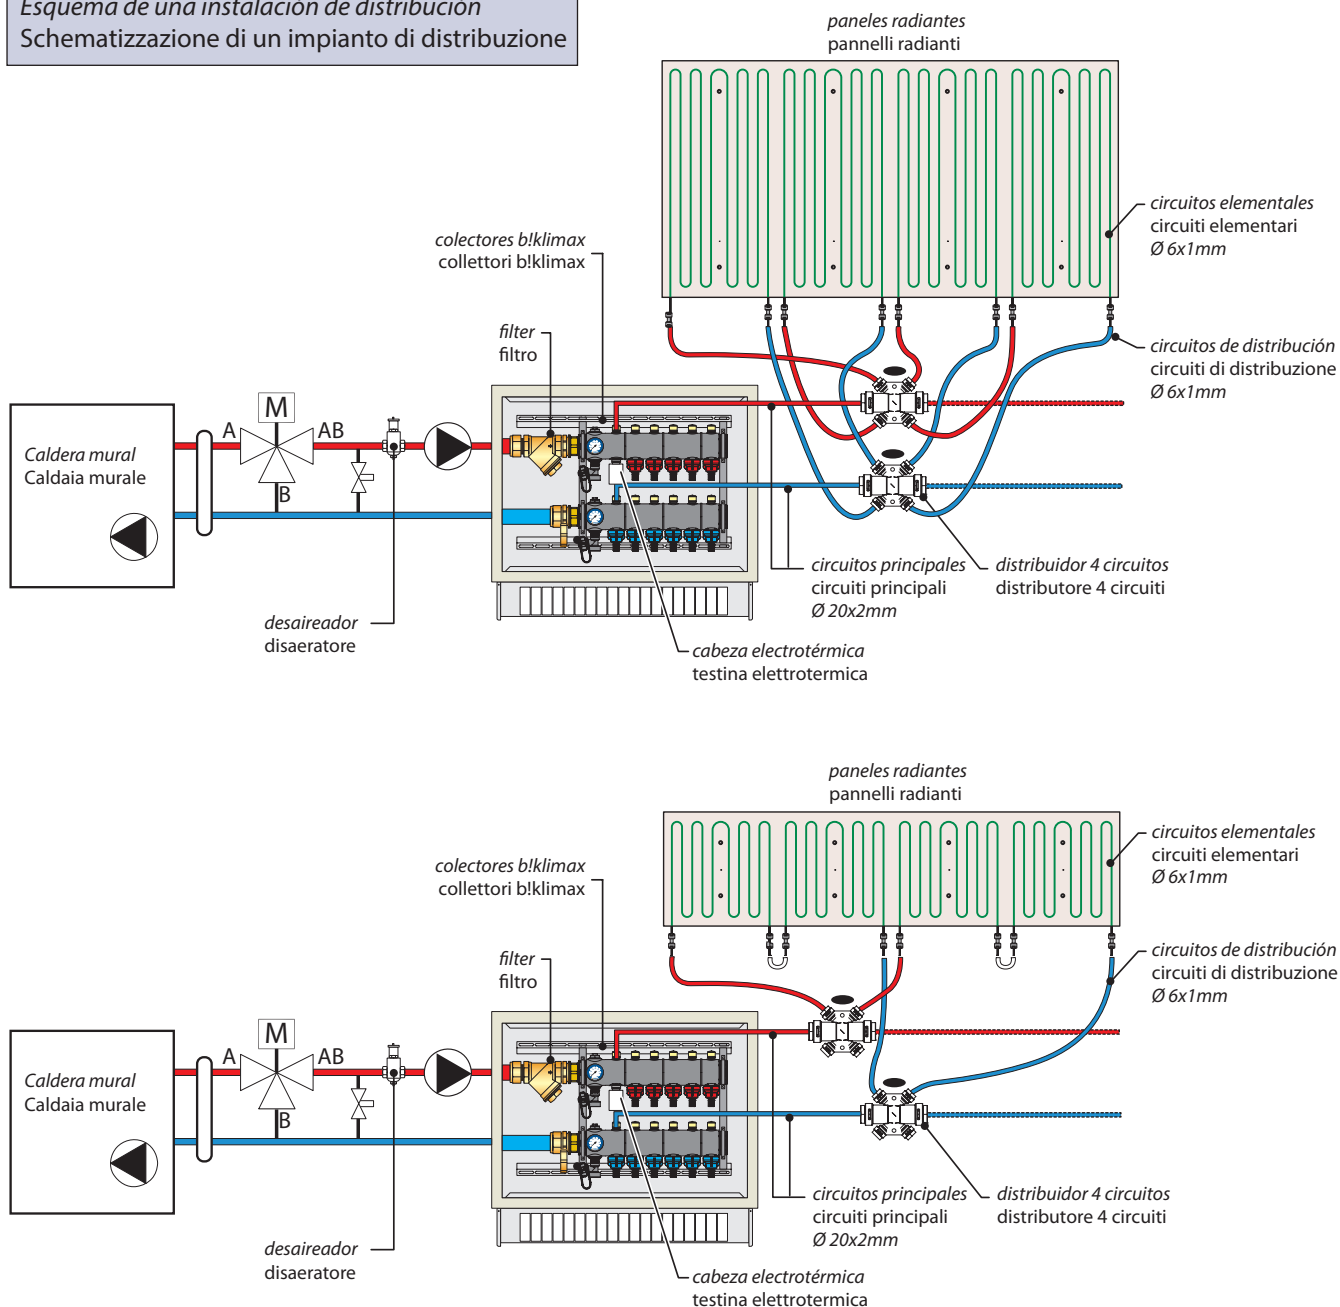 Esquema de una instalación de distribución
Schematizzazione di un impianto di distribuzione
paneles radiantes
pannelli radianti
circuitos elementales
circuiti elementari
Ø 6x1mm
colectores b!klimax
collettori b!klimax
filter
filtro
circuitos de distribución
circuiti di distribuzione
Ø 6x1mm
M
A
AB
B
Caldera mural
Caldaia murale
circuitos principales
circuiti principali
Ø 20x2mm
distribuidor 4 circuitos
distributore 4 circuiti
desaireador
disaeratore
cabeza electrotérmica
testina elettrotermica
paneles radiantes
pannelli radianti
circuitos elementales
circuiti elementari
Ø 6x1mm
colectores b!klimax
collettori b!klimax
filter
filtro
circuitos de distribución
circuiti di distribuzione
Ø 6x1mm
M
A
AB
B
Caldera mural
Caldaia murale
circuitos principales
circuiti principali
Ø 20x2mm
distribuidor 4 circuitos
distributore 4 circuiti
desaireador
disaeratore
cabeza electrotérmica
testina elettrotermica